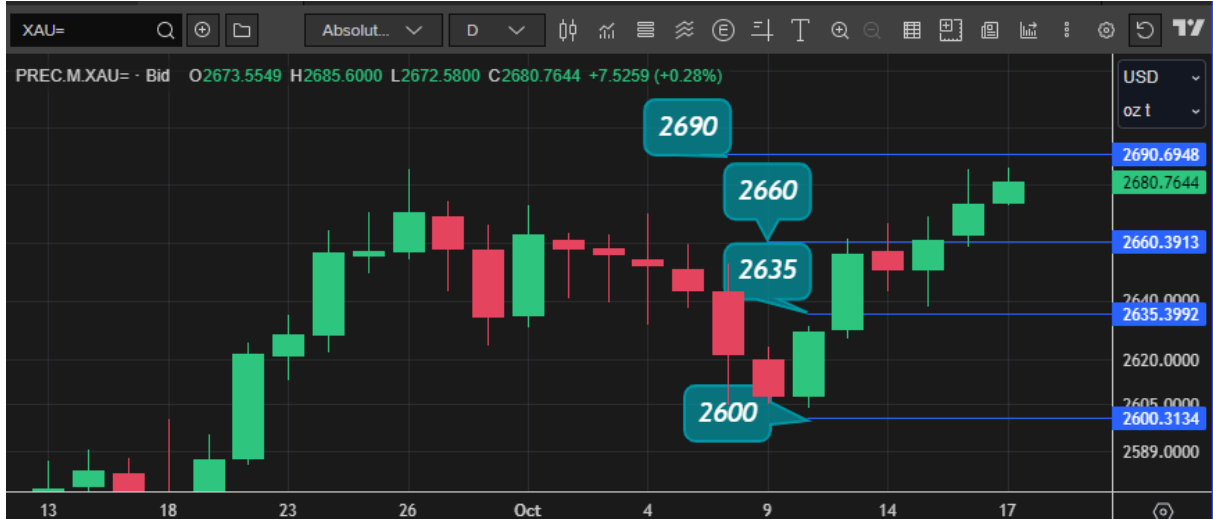 XAU=
Absolut...
D
PREC.M.XAU= · Bid O2673.5549 H2685.6000 L2672.5800 C2680.7644 +7.5259 (+0.28%)
USD
oz t
2690
2690.6948
2680.7644
2660
2660.3913
2635
2640.0000
2635.3992
2620.0000
2605.0000
2600
2600.3134
2589.0000
13 18 23 26 Oct 4 9 14 17